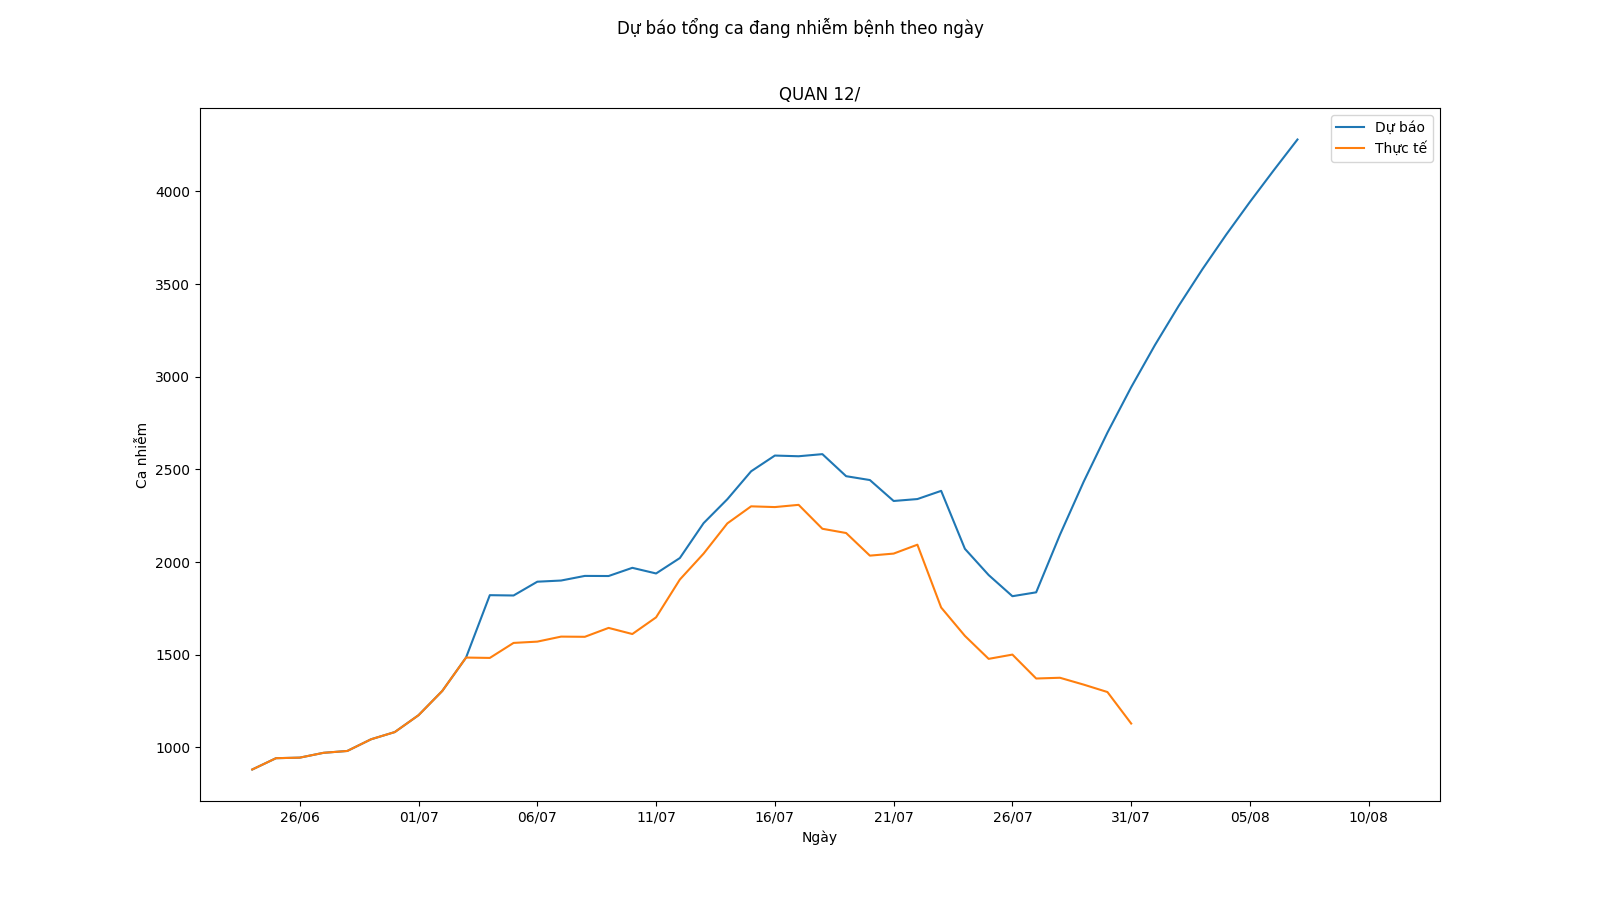 Dự báo tổng ca đang nhiễm bệnh theo ngày
QUAN 12/
Dự báo
Thực tế
Ca nhiễm
4000
3500
3000
2500
2000
1500
1000
26/06 01/07 06/07 11/07 16/07 21/07 26/07 31/07 05/08 10/08
Ngày